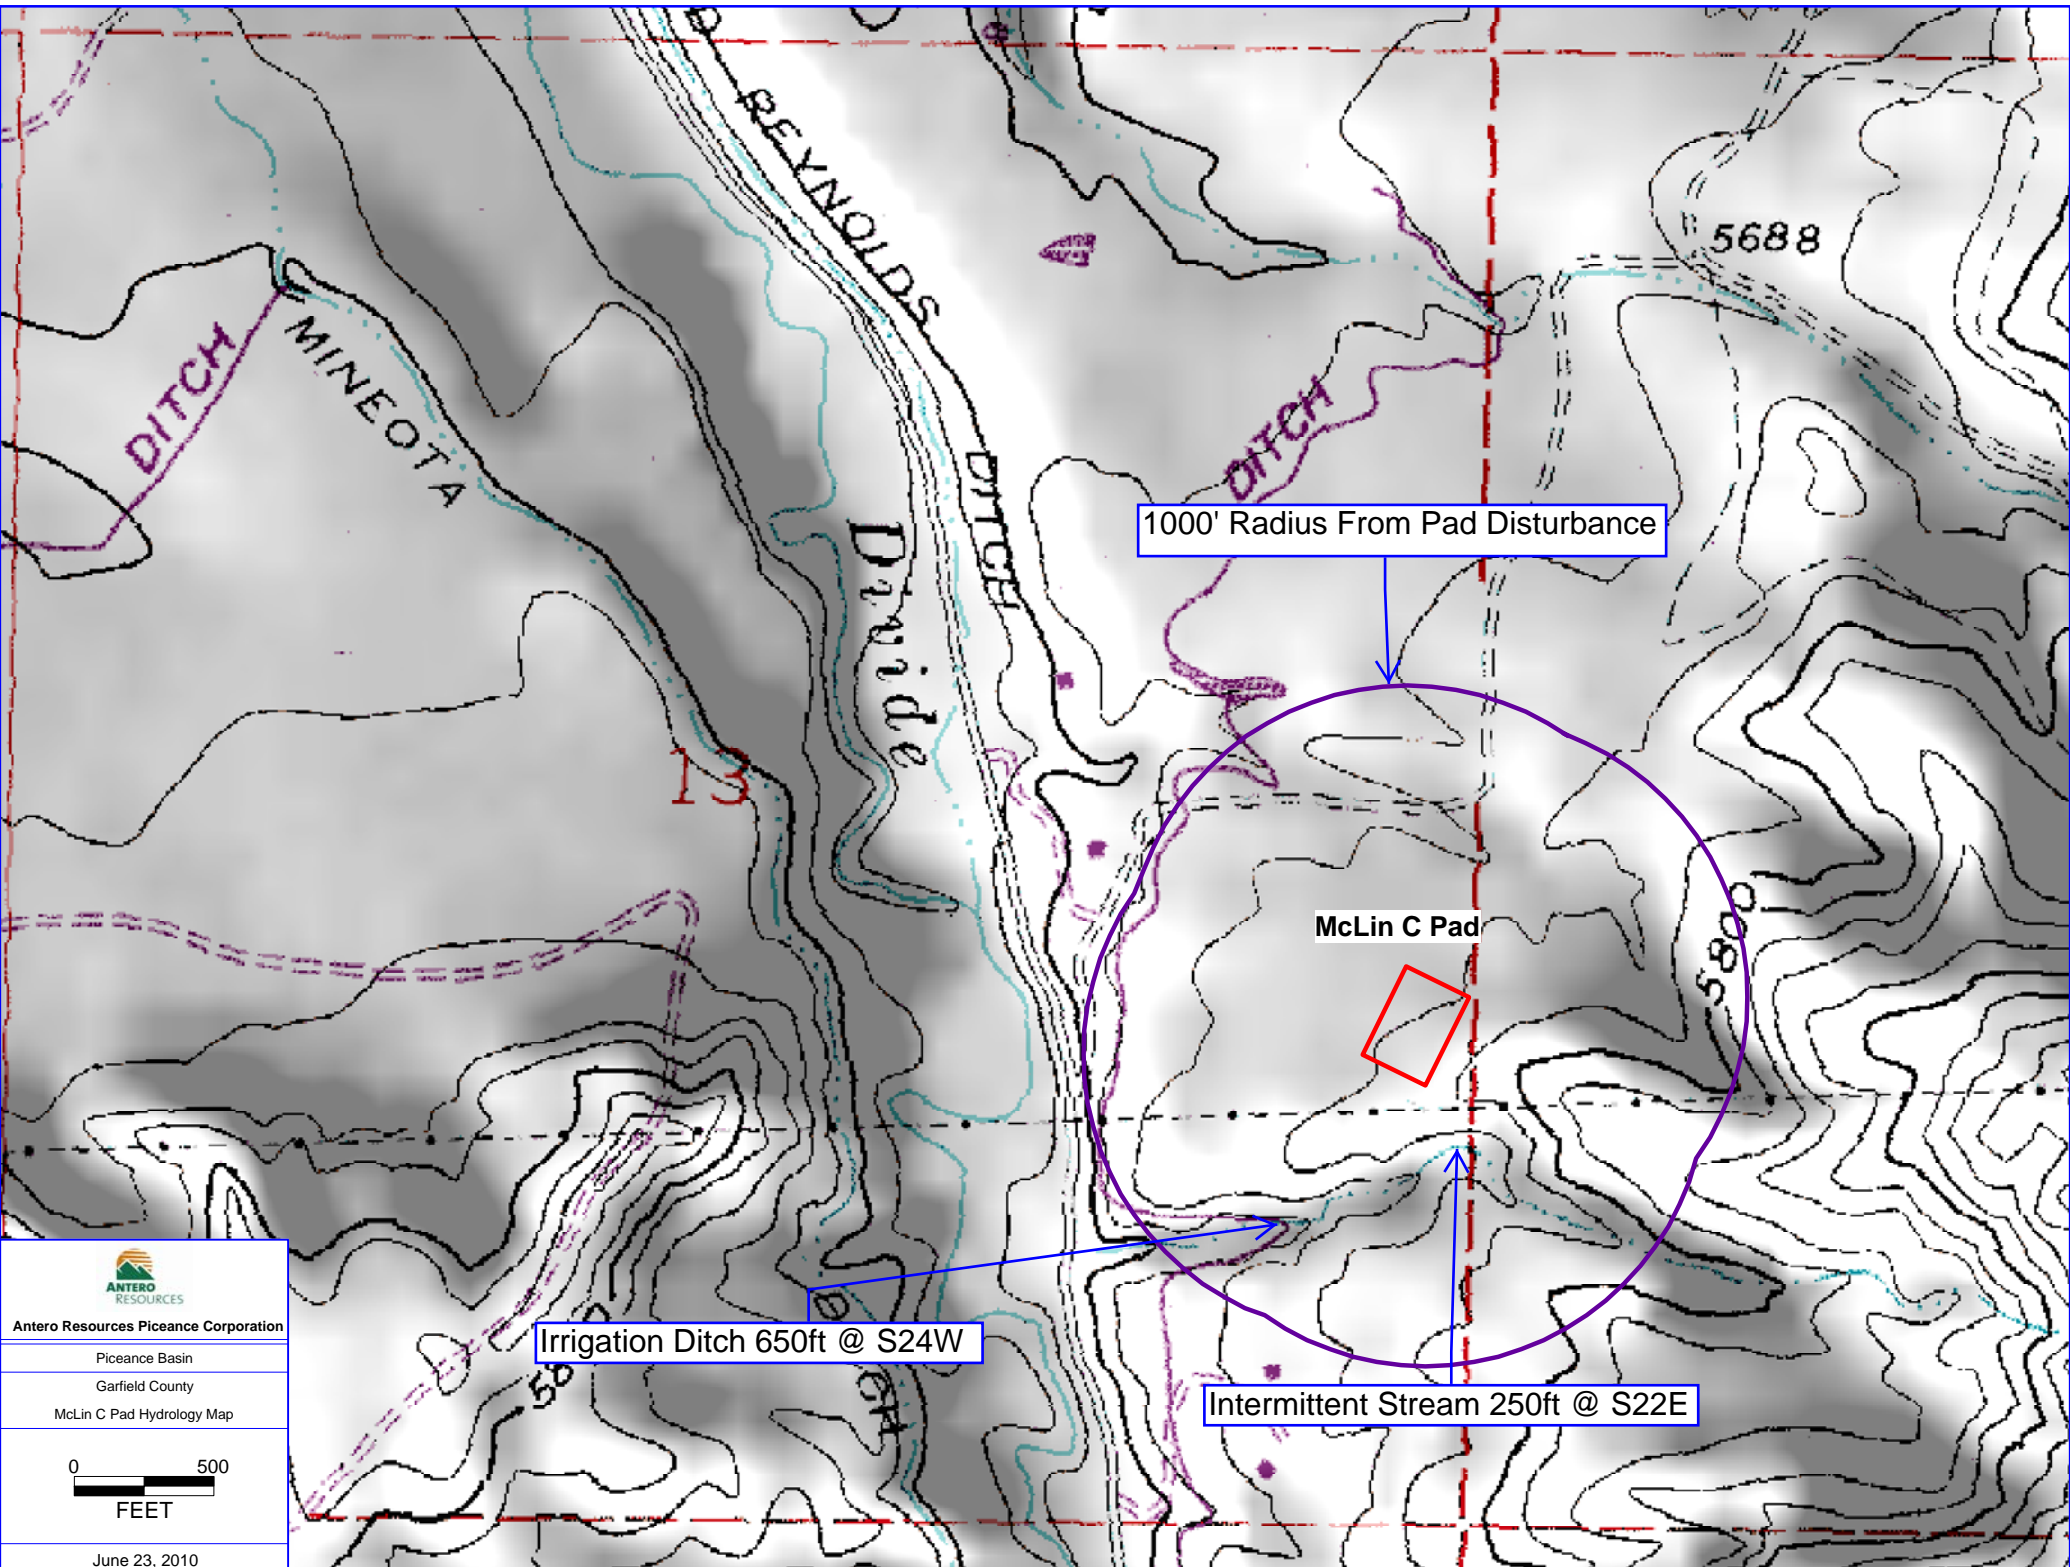 REYNOLDS
DITCH
5688
DITCH
MINEOTA
DITCH
1000' Radius From Pad Disturbance
Divide
13
McLin C Pad
5800
Irrigation Ditch 650ft @ S24W
Intermittent Stream 250ft @ S22E
ANTERO
RESOURCES
Antero Resources Piceance Corporation
Piceance Basin
Garfield County
McLin C Pad Hydrology Map
0 500
FEET
June 23, 2010